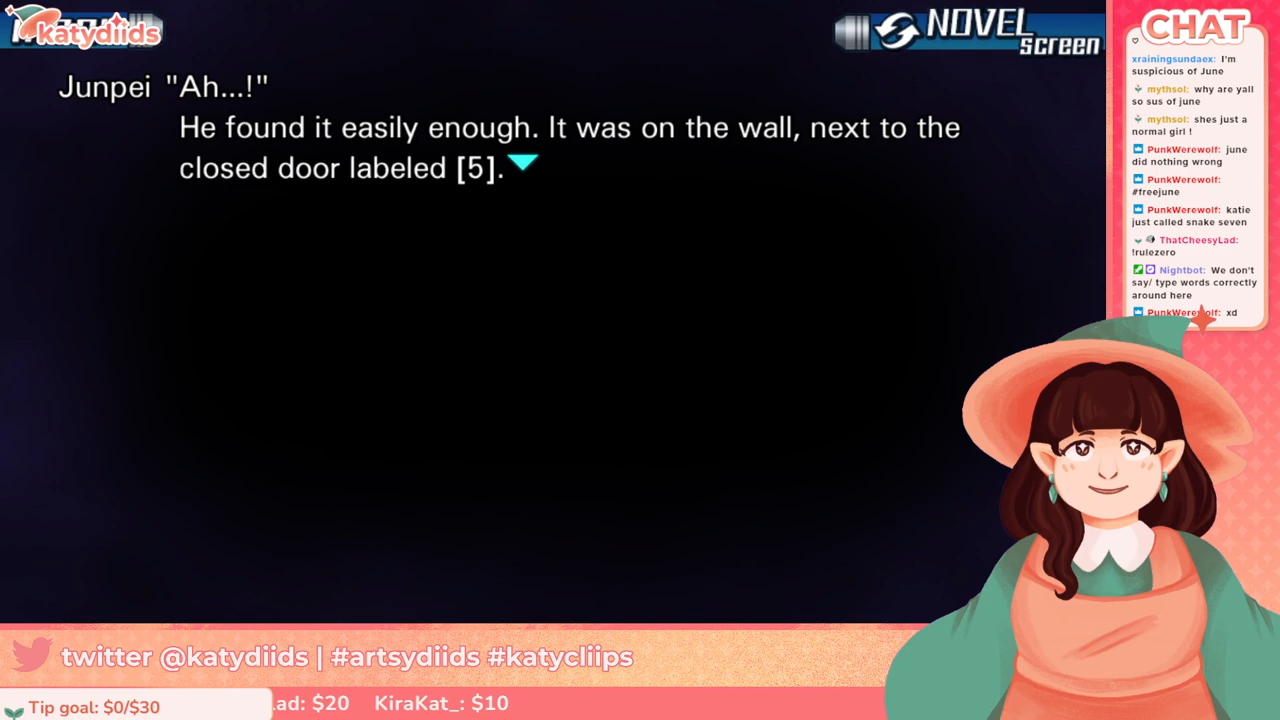 katydiids
NOVEL
Screen
Junpei "Ah...!"
He found it easily enough. It was on the wall, next to the
closed door labeled [5].
CHAT
xrainingsundaex: I'm
suspicious of June
mythsol: why are yall
so sus of june
mythsol: shes just a
normal girl !
PunkWerewolf: june
did nothing wrong
PunkWerewolf:
#freejune
PunkWerewolf: katie
just called snake seven
ThatCheesyLad:
!rulezero
Nightbot: We don't
say/ type words correctly
around here
PunkWerewolf: xd
twitter @katydiids | #artsydiids #katycliips
Tip goal: $0/$30
ad: $20 KiraKat_: $10